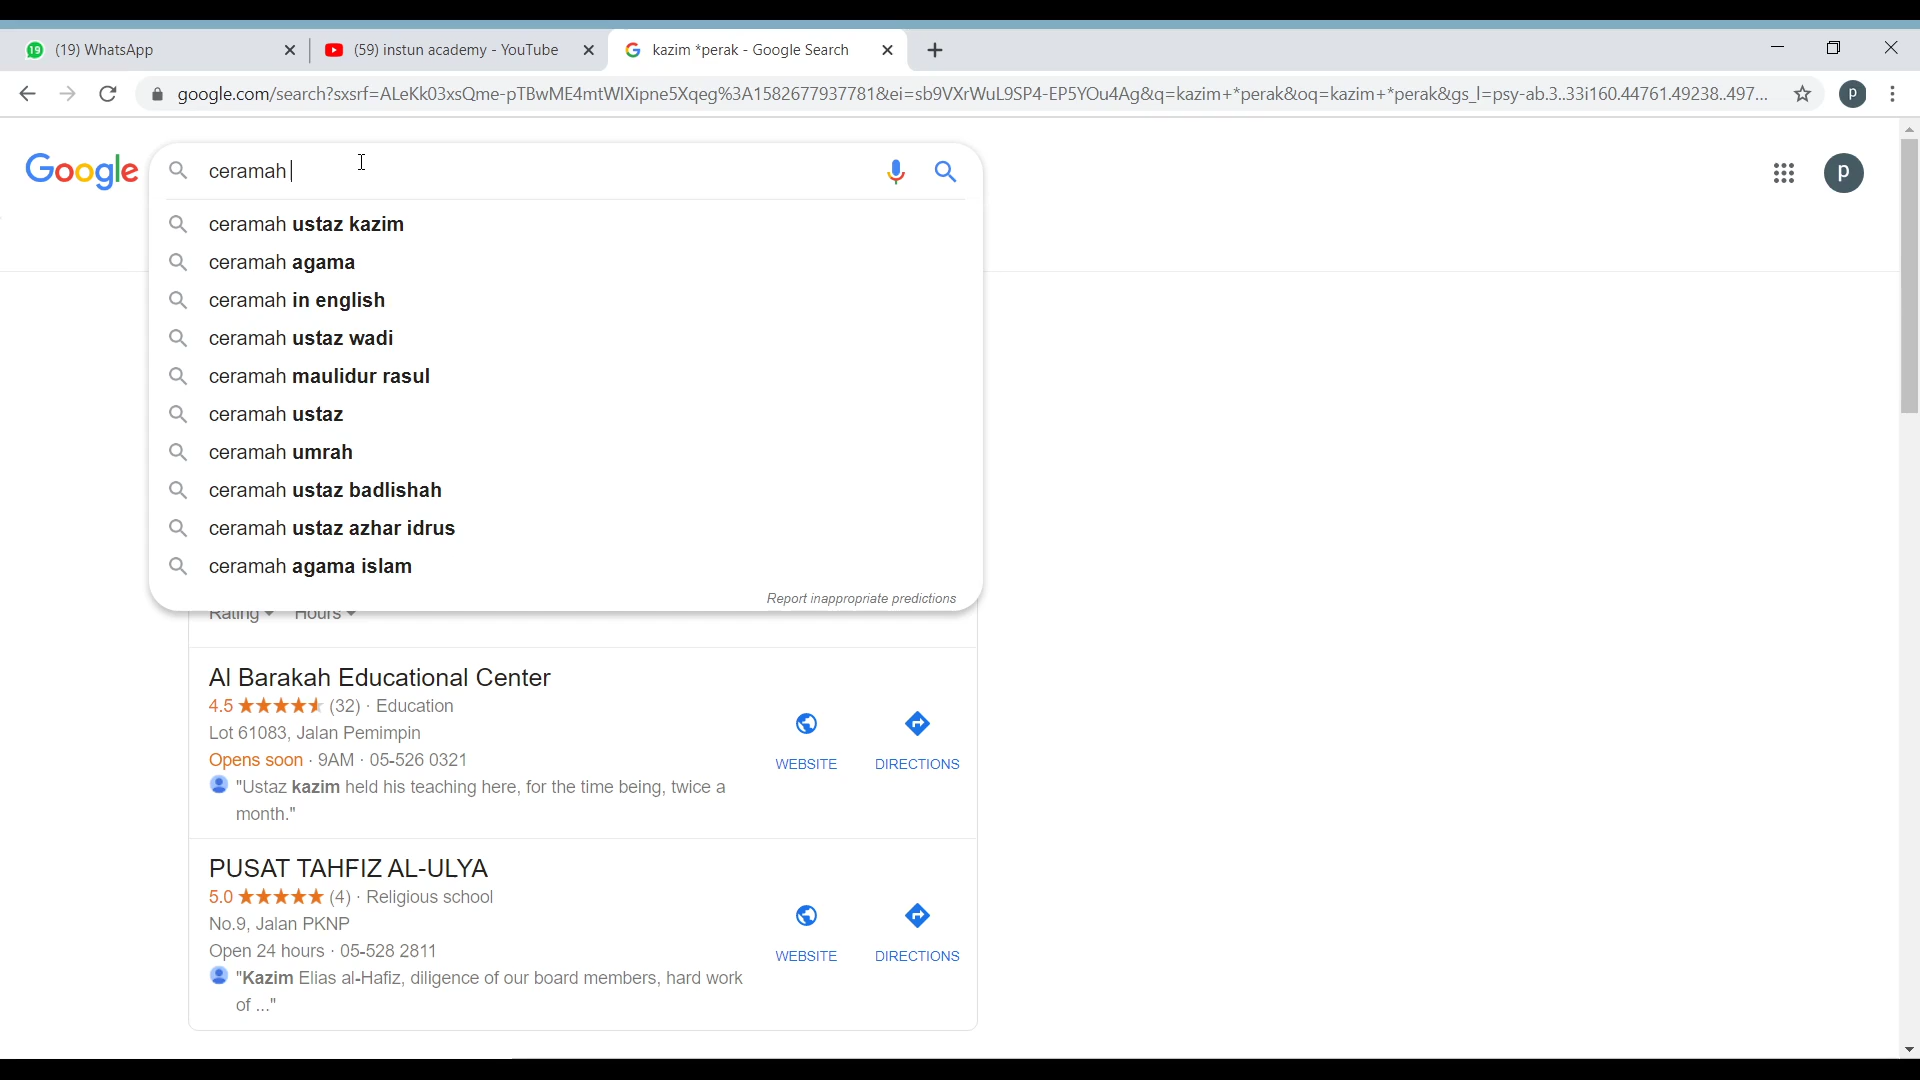 19 (19) WhatsApp
(59) instun academy - YouTube
kazim *perak - Google Search
google.com/search?sxsrf=ALeKk03xsQme-pTBwME4mtWIXipne5Xqeg%3A1582677937781&ei=sb9VXrWuL9SP4-EP5YOu4Ag&q=kazim+*perak&oq=kazim+*perak&gs_l=psy-ab.3..33i160.44761.49238..497...
p
Google
ceramah
p
ceramah ustaz kazim
ceramah agama
ceramah in english
ceramah ustaz wadi
ceramah maulidur rasul
ceramah ustaz
ceramah umrah
ceramah ustaz badlishah
ceramah ustaz azhar idrus
ceramah agama islam
Report inappropriate predictions
Rating Hours
Al Barakah Educational Center
4.5 (32) · Education
Lot 61083, Jalan Pemimpin
Opens soon · 9AM · 05-526 0321
"Ustaz kazim held his teaching here, for the time being, twice a
month."
WEBSITE DIRECTIONS
PUSAT TAHFIZ AL-ULYA
5.0 (4) · Religious school
No.9, Jalan PKNP
Open 24 hours · 05-528 2811
"Kazim Elias al-Hafiz, diligence of our board members, hard work
of ..."
WEBSITE DIRECTIONS